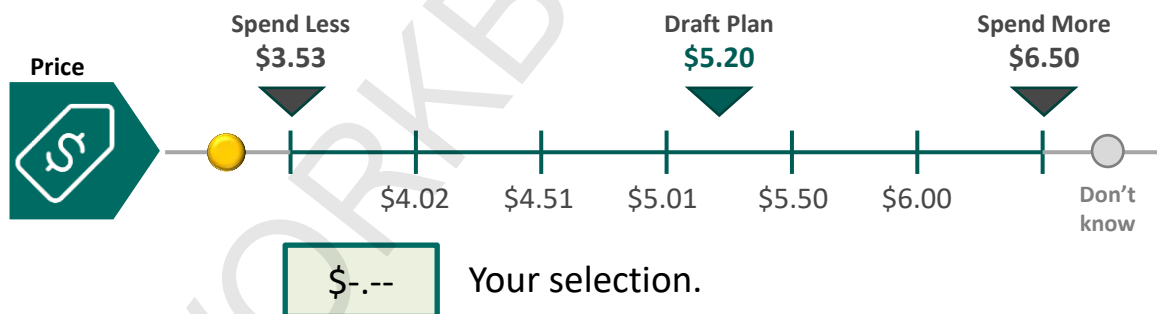 Spend Less
$3.53
Draft Plan
$5.20
Spend More
$6.50
Price
$
$4.02
$4.51
$5.01
$5.50
$6.00
Don't
know
$-.--
Your selection.